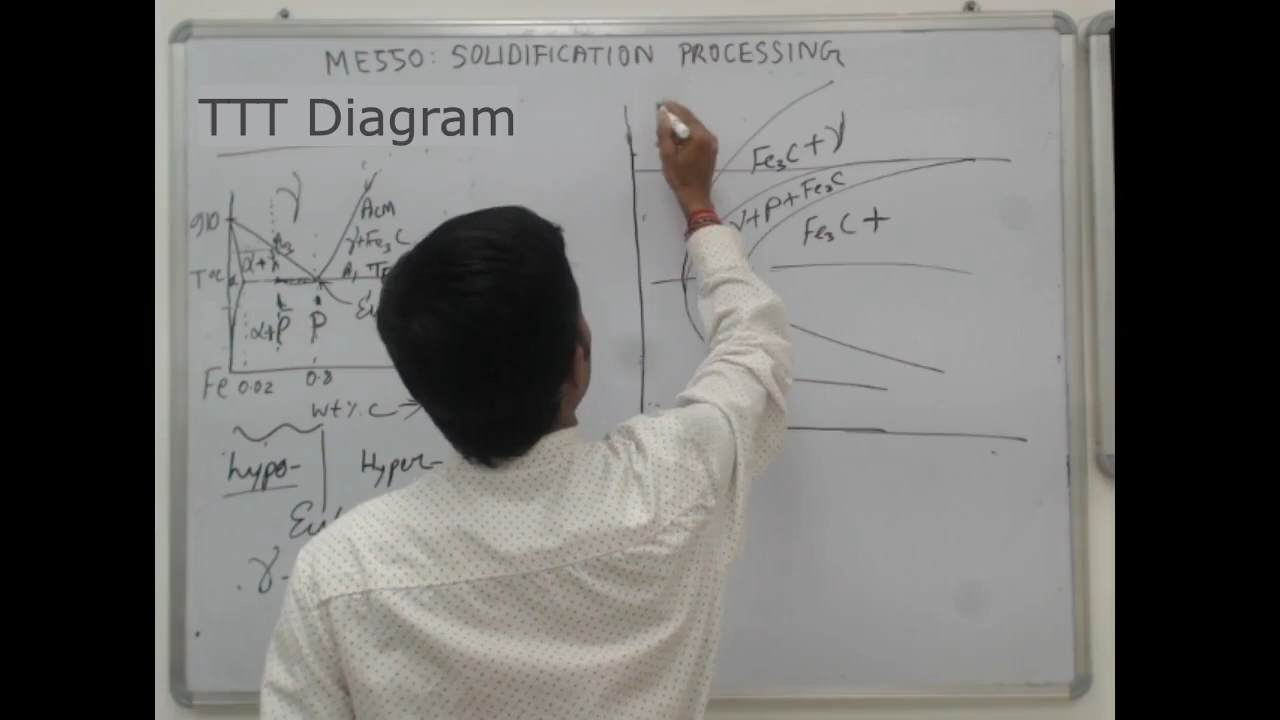 ME550: SOLIDIFICATION PROCESSING
TTT Diagram
γ
910
Acm
γ+Fe₃C
A₃
α+γ
T°C
A₁
α+P
P
Fe 0.02 0.8
wt % C →
hypo-
Hyper-
γ-
Fe₃C + γ
γ+P+Fe₃C
Fe₃C +